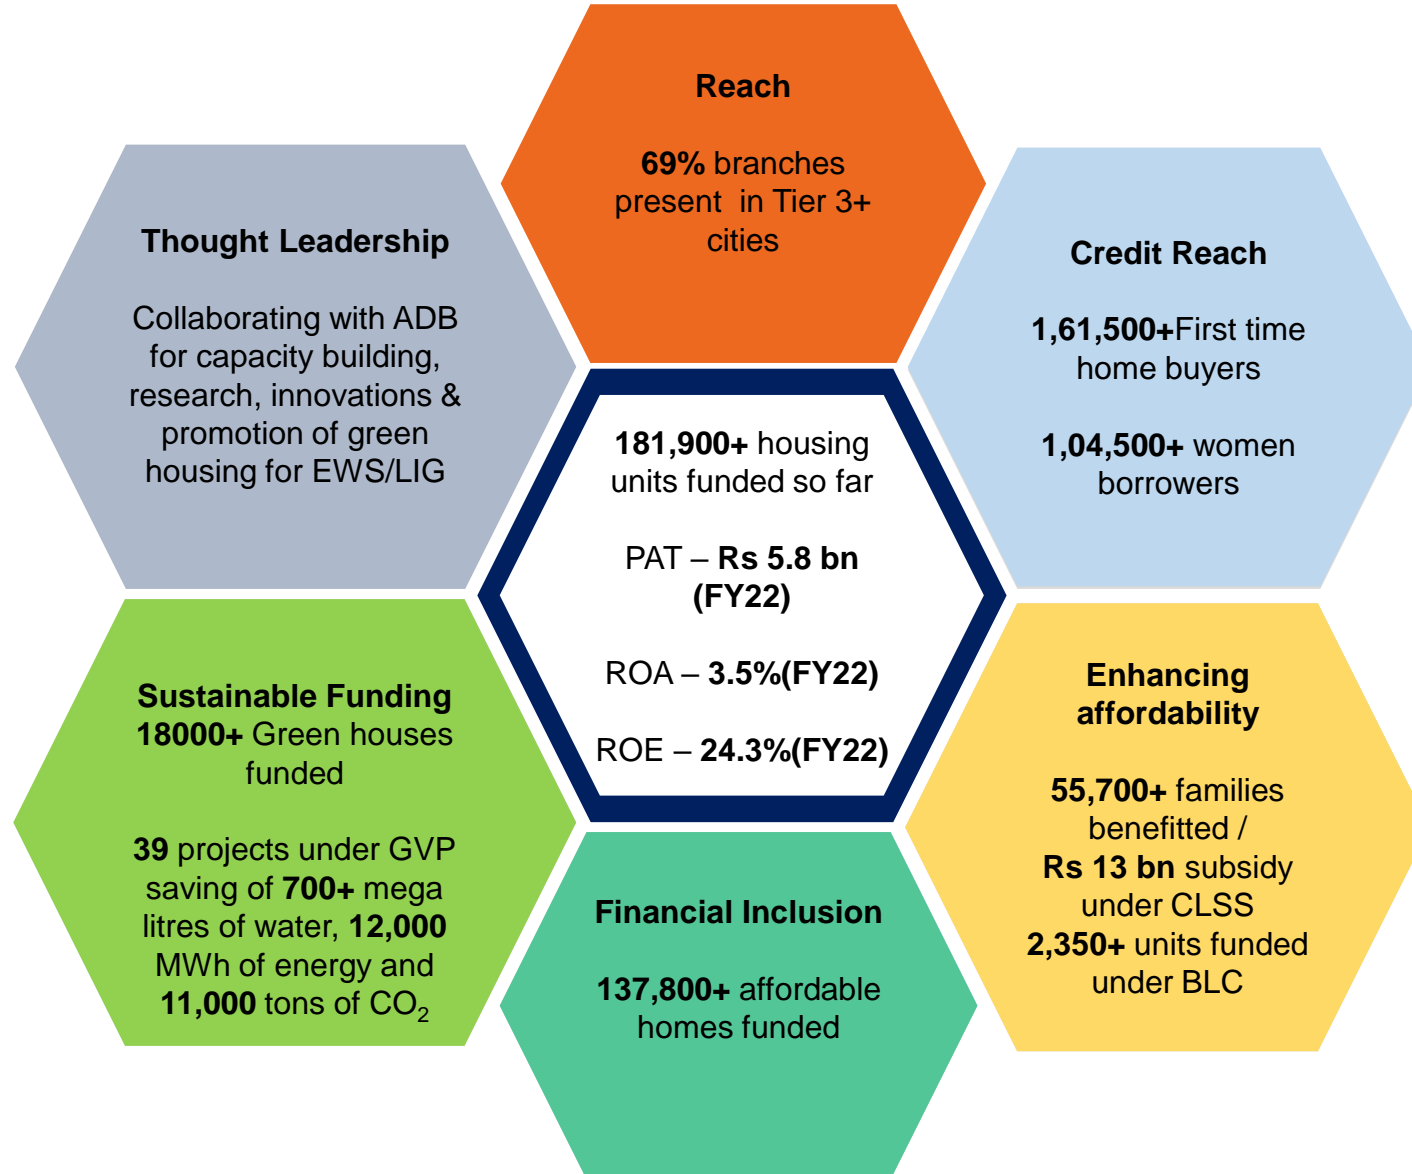 Reach
69% branches
present in Tier 3+
cities
Thought Leadership
Collaborating with ADB
for capacity building,
research, innovations &
promotion of green
housing for EWS/LIG
Credit Reach
1,61,500+First time
home buyers
1,04,500+ women
borrowers
181,900+ housing
units funded so far
PAT – Rs 5.8 bn
(FY22)
ROA – 3.5%(FY22)
ROE – 24.3%(FY22)
Sustainable Funding
18000+ Green houses
funded
39 projects under GVP
saving of 700+ mega
litres of water, 12,000
MWh of energy and
11,000 tons of CO₂
Enhancing
affordability
55,700+ families
benefitted /
Rs 13 bn subsidy
under CLSS
2,350+ units funded
under BLC
Financial Inclusion
137,800+ affordable
homes funded